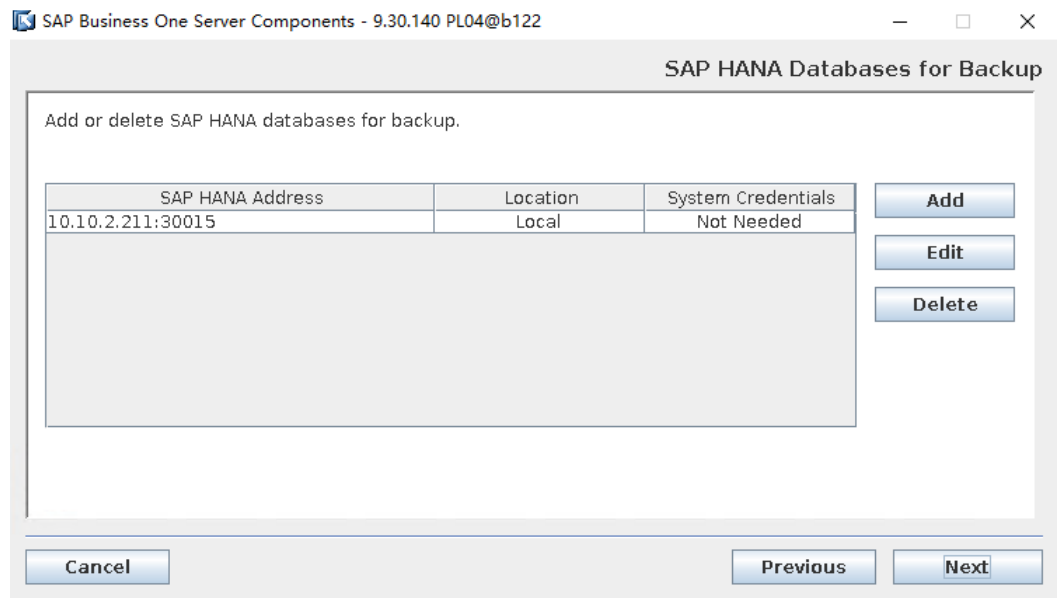 SAP Business One Server Components - 9.30.140 PL04@b122
SAP HANA Databases for Backup
Add or delete SAP HANA databases for backup.
SAP HANA Address Location System Credentials
10.10.2.211:30015 Local Not Needed
Add
Edit
Delete
Cancel Previous Next